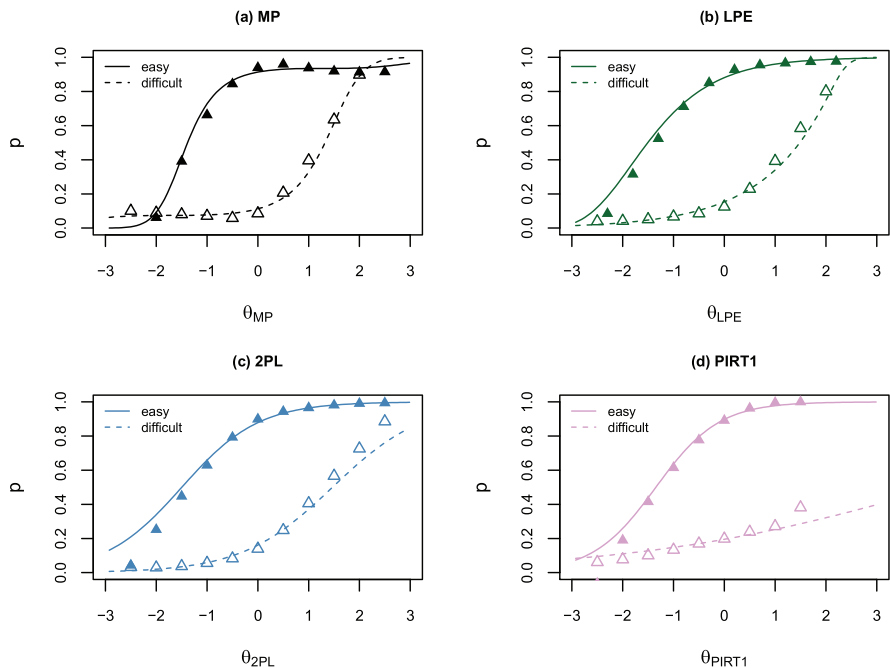 (a) MP
easy
difficult
p
0.0 0.2 0.4 0.6 0.8 1.0
−3 −2 −1 0 1 2 3
θMP
(b) LPE
easy
difficult
p
0.0 0.2 0.4 0.6 0.8 1.0
−3 −2 −1 0 1 2 3
θLPE
(c) 2PL
easy
difficult
p
0.0 0.2 0.4 0.6 0.8 1.0
−3 −2 −1 0 1 2 3
θ2PL
(d) PIRT1
easy
difficult
p
0.0 0.2 0.4 0.6 0.8 1.0
−3 −2 −1 0 1 2 3
θPIRT1